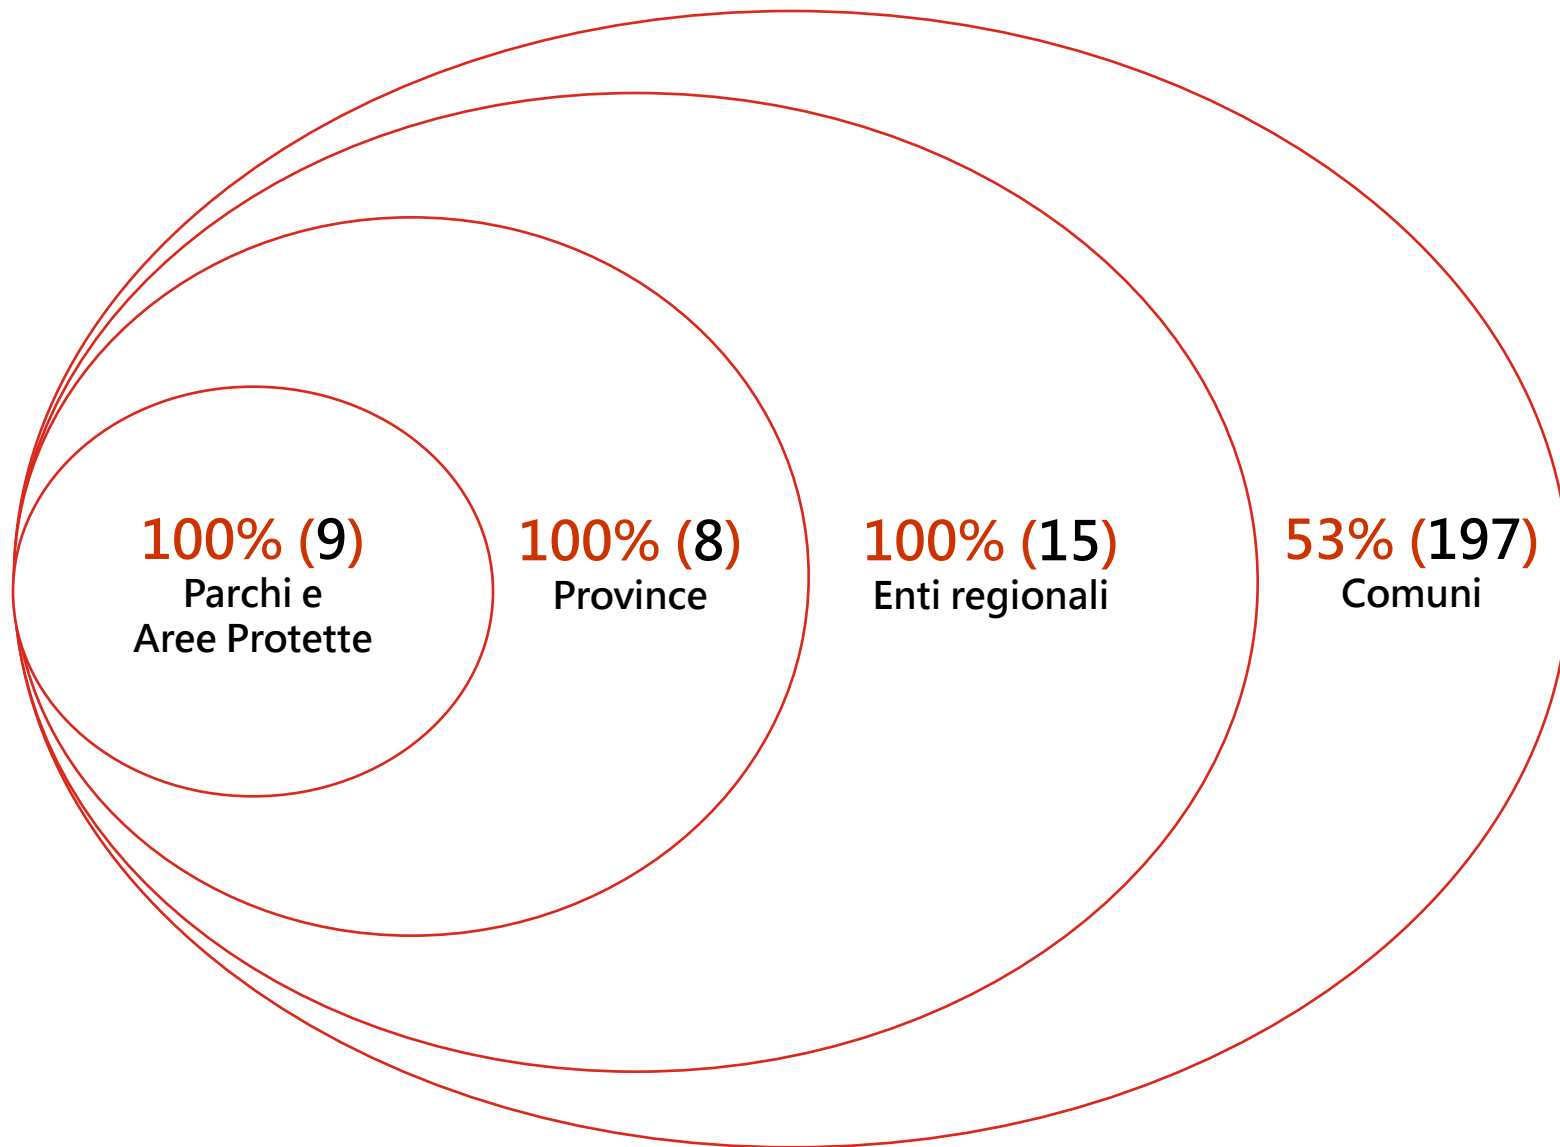 100% (9)
Parchi e
Aree Protette
100% (8)
Province
100% (15)
Enti regionali
53% (197)
Comuni